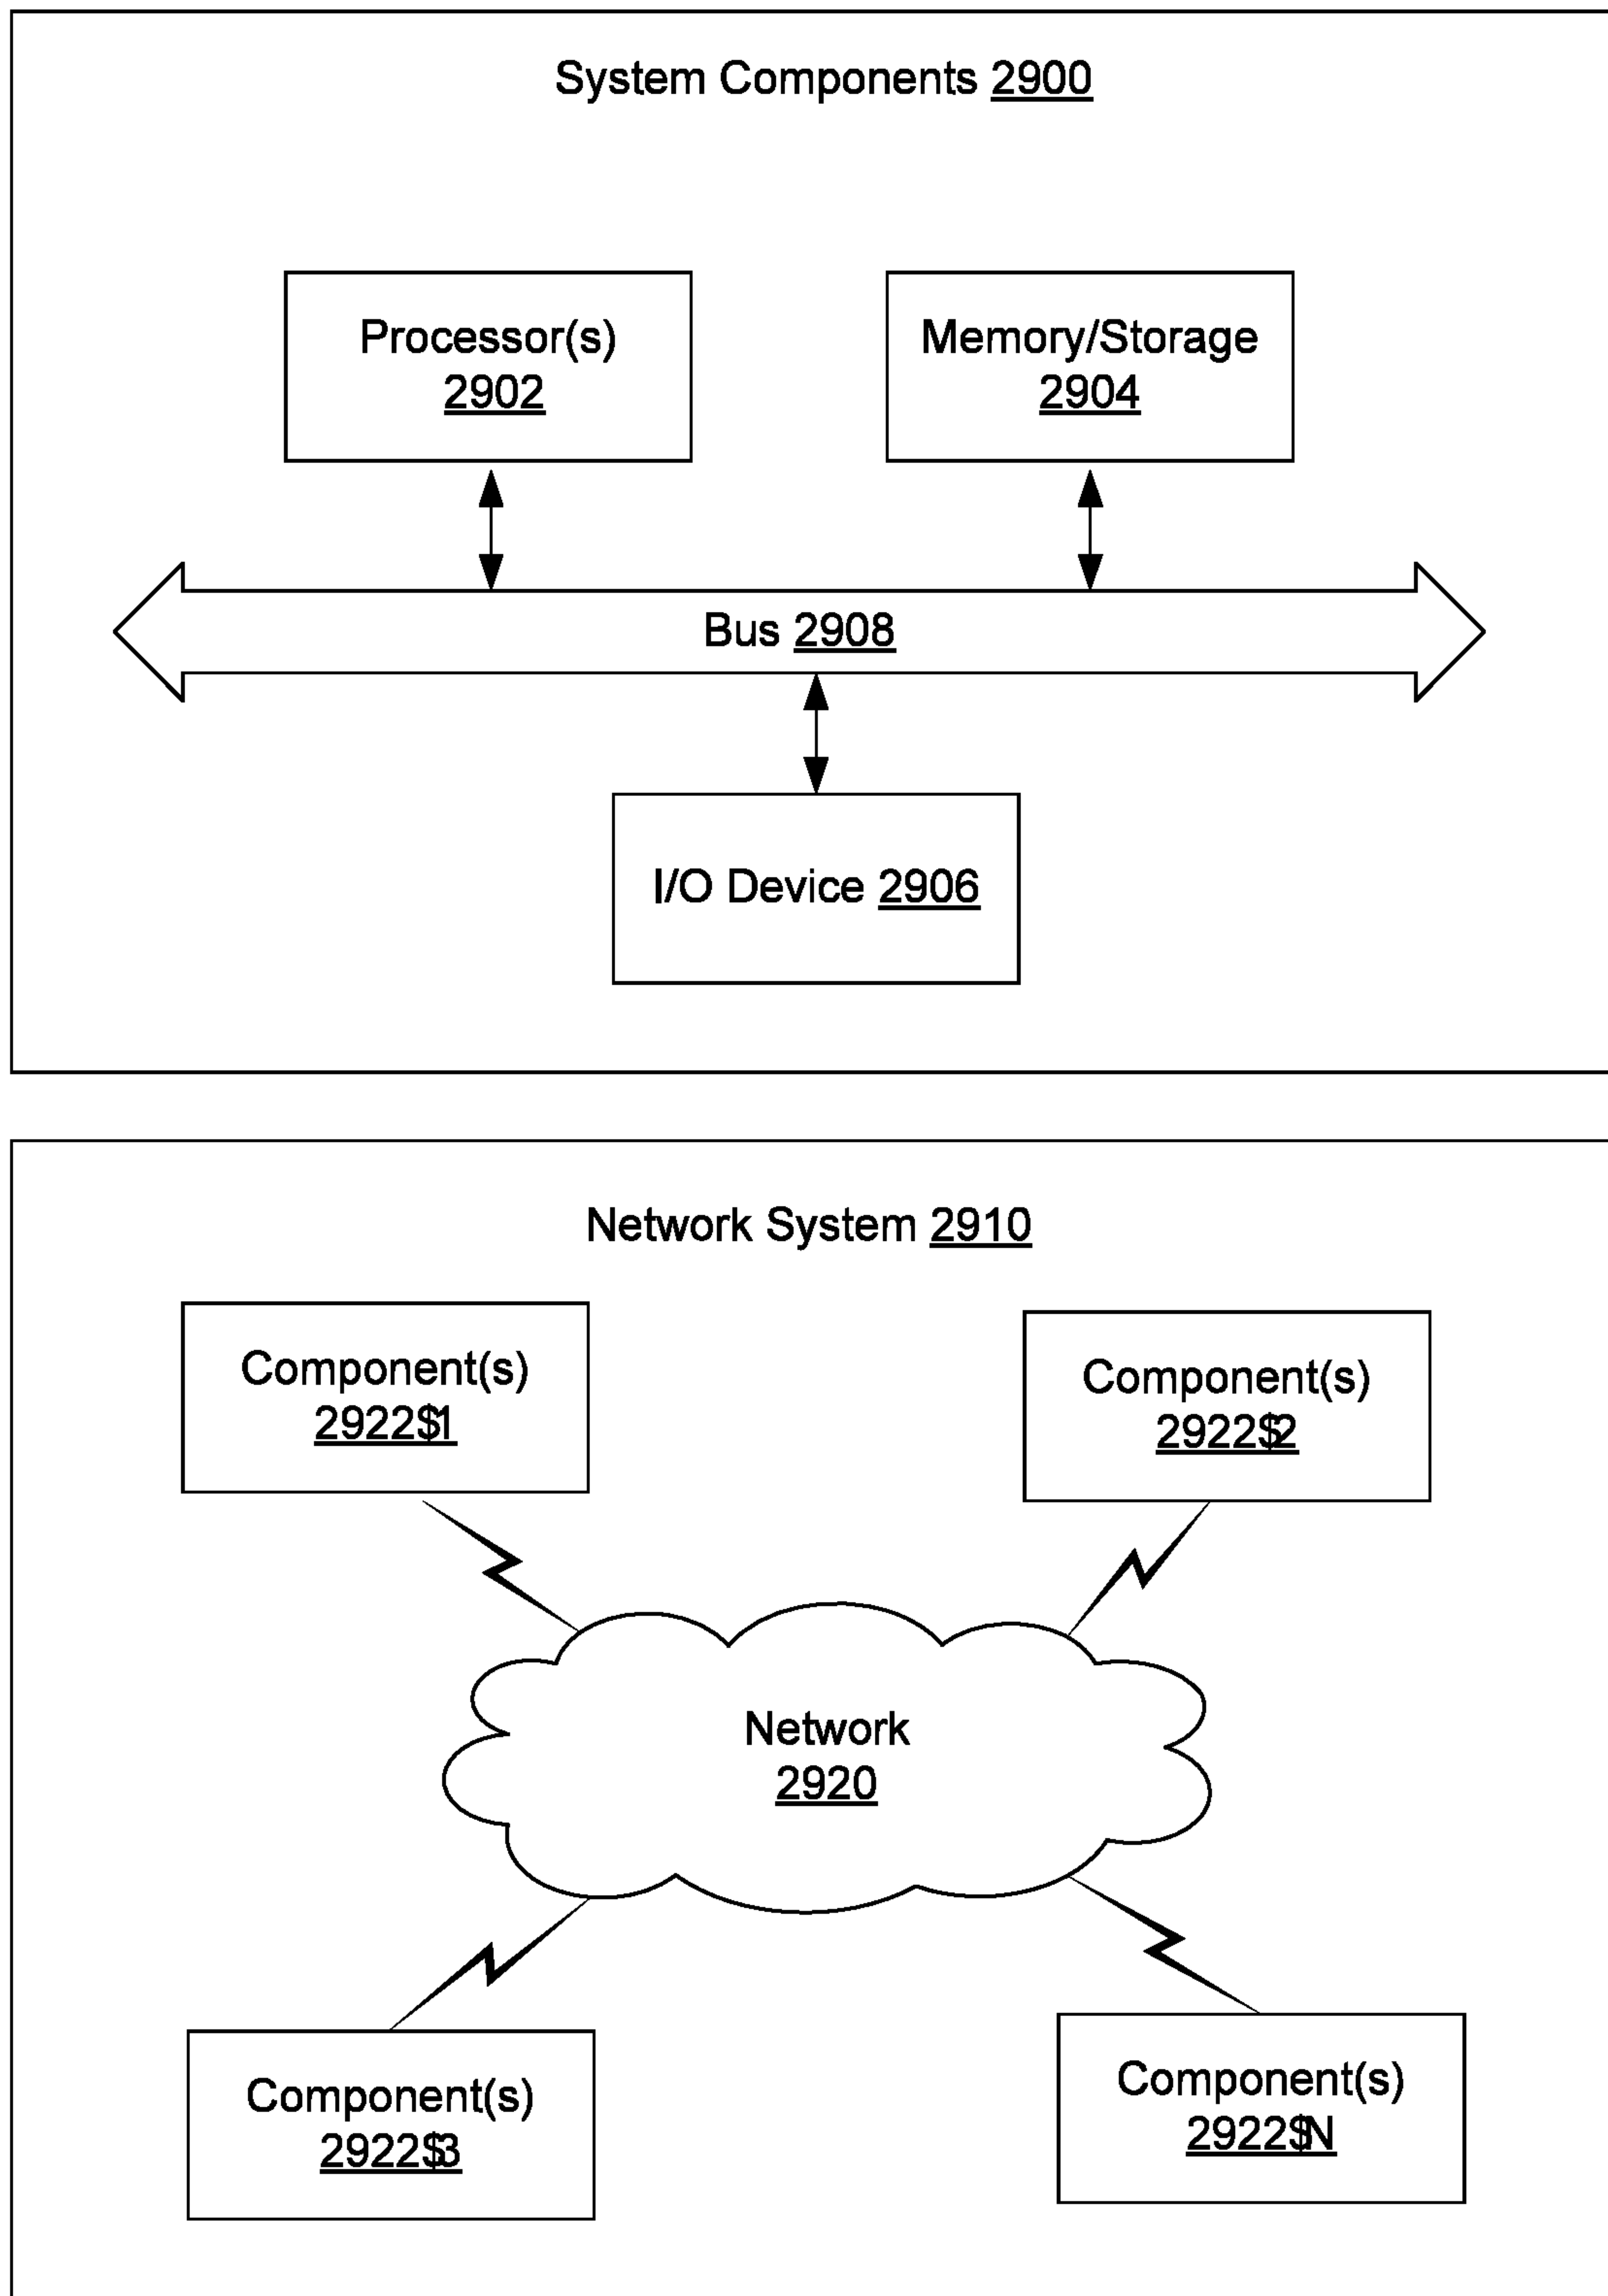 System Components 2900
Processor(s)
2902
Memory/Storage
2904
Bus 2908
I/O Device 2906
Network System 2910
Component(s)
2922$1
Component(s)
2922$2
Network
2920
Component(s)
2922$3
Component(s)
2922$N